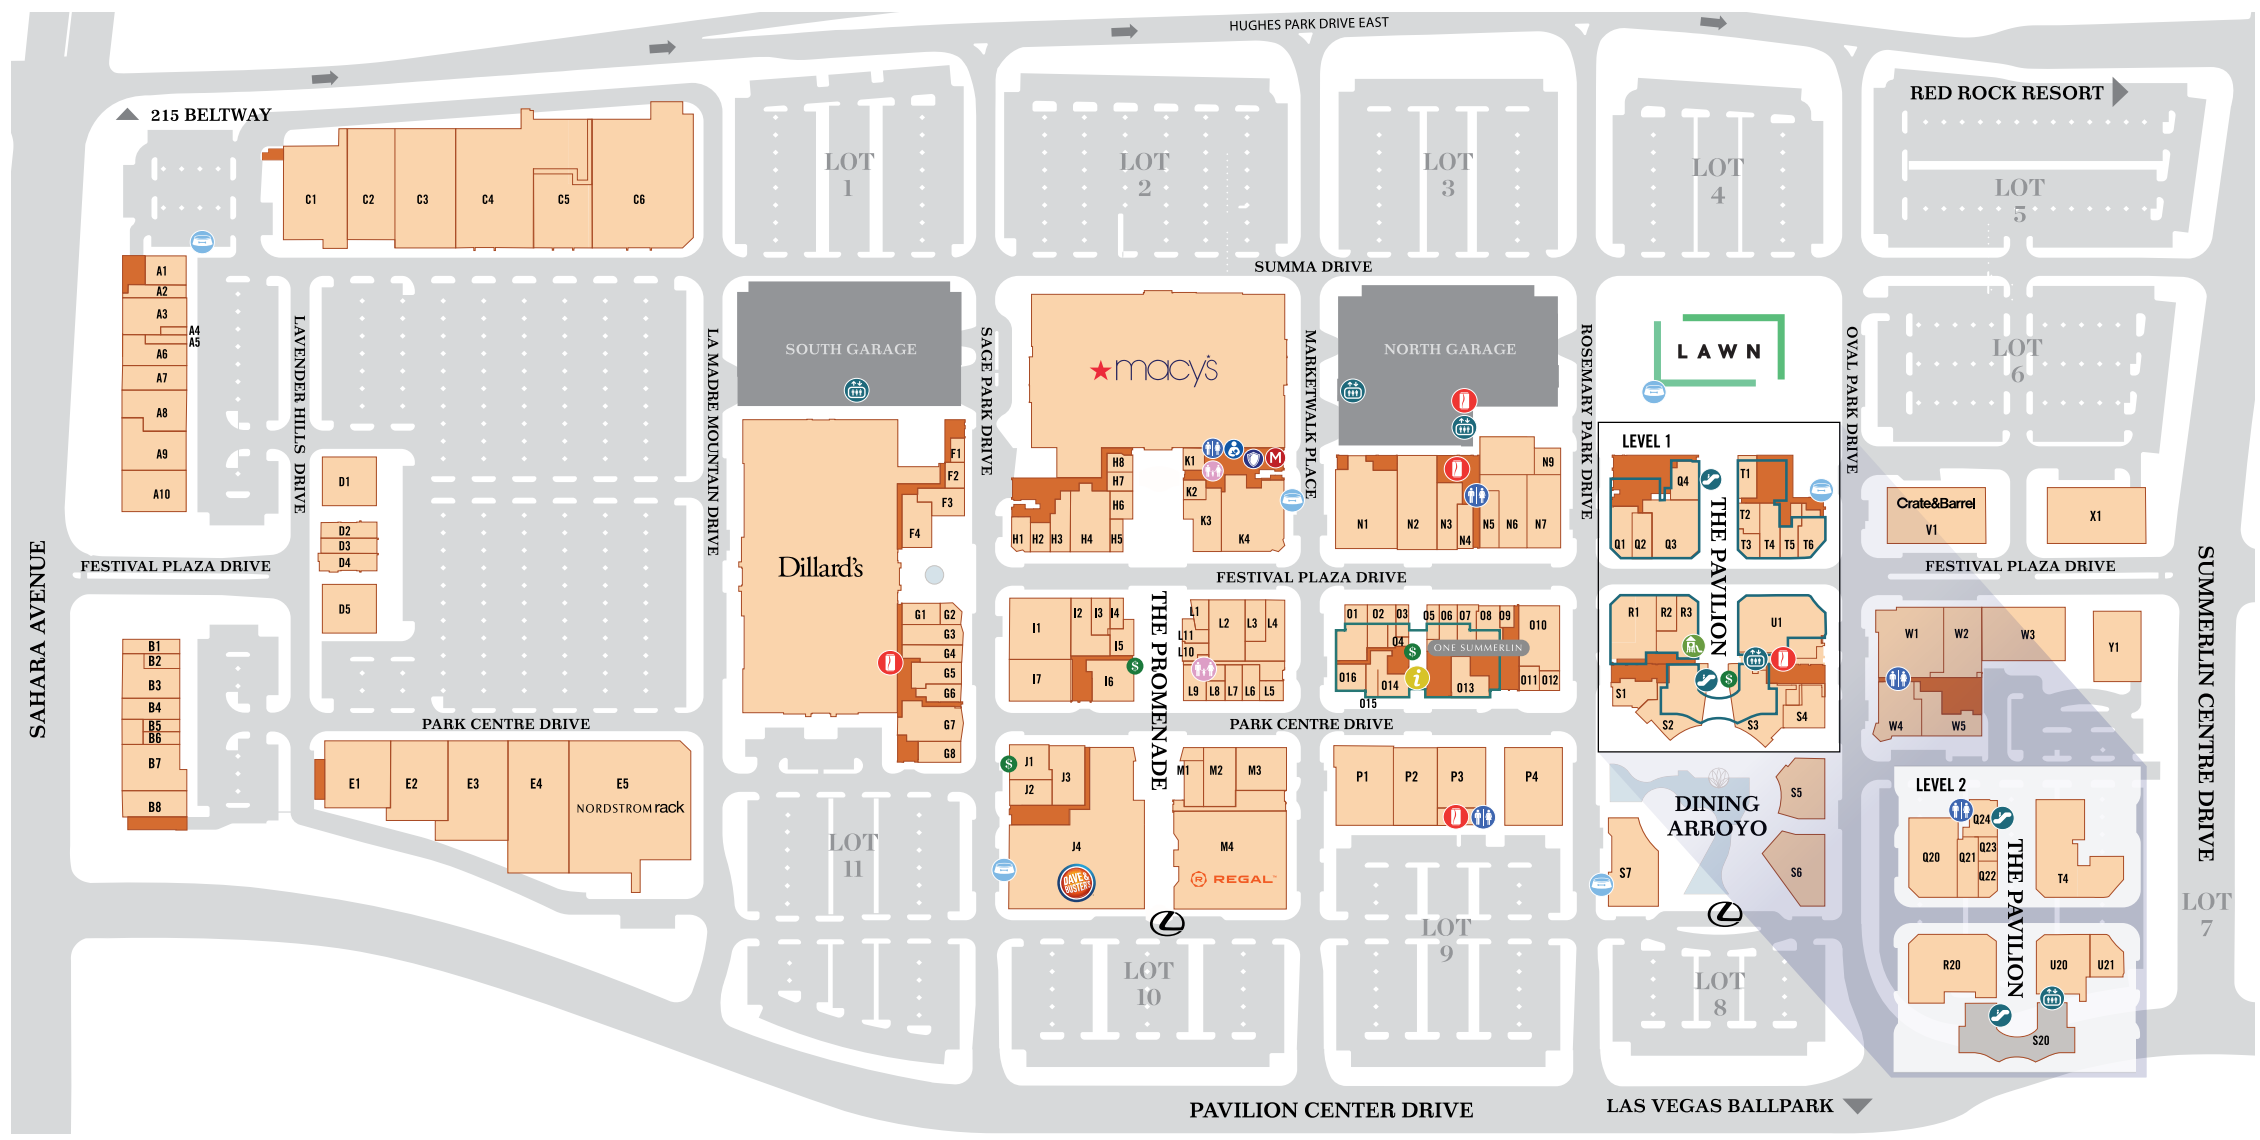 HUGHES PARK DRIVE EAST
215 BELTWAY
RED ROCK RESORT
LOT
1
LOT
2
LOT
3
LOT
4
LOT
5
C1
C2
C3
C4
C5
C6
SUMMA DRIVE
A1
A2
A3
A4
A5
A6
A7
A8
A9
A10
LAVENDER HILLS DRIVE
LA MADRE MOUNTAIN DRIVE
SOUTH GARAGE
SAGE PARK DRIVE
macy's
MARKETWALK PLACE
NORTH GARAGE
ROSEMARY PARK DRIVE
LAWN
OVAL PARK DRIVE
LOT
6
D1
D2
D3
D4
D5
Dillard's
F1
F2
F3
F4
H8
H7
H6
H1
H2
H3
H4
H5
K1
K2
K3
K4
M
N1
N2
N3
N4
N5
N6
N7
N9
LEVEL 1
Q4
Q1
Q2
Q3
T1
T2
T3
T4
T5
T6
THE PAVILION
Crate&Barrel
V1
X1
SAHARA AVENUE
FESTIVAL PLAZA DRIVE
FESTIVAL PLAZA DRIVE
FESTIVAL PLAZA DRIVE
SUMMERLIN CENTRE DRIVE
B1
B2
B3
B4
B5
B6
B7
B8
G1
G2
G3
G4
G5
G6
G7
G8
I1
I2
I3
I4
I5
I6
I7
$
THE PROMENADE
L1
L2
L3
L4
L11
L10
L9
L8
L7
L6
L5
O1
O2
O3
O4
O5
O6
O7
O8
O9
O10
$
ONE SUMMERLIN
i
O16
O14
O13
O11
O12
O15
R1
R2
R3
U1
$
S1
S2
S3
S4
W1
W2
W3
W4
W5
Y1
PARK CENTRE DRIVE
PARK CENTRE DRIVE
E1
E2
E3
E4
E5
NORDSTROM rack
LOT
11
$
J1
J2
J3
J4
DAVE &
BUSTER'S
M1
M2
M3
M4
R REGAL
P1
P2
P3
P4
DINING
ARROYO
S5
S6
S7
LEVEL 2
Q24
Q20
Q21
Q23
Q22
T4
THE PAVILION
R20
U20
U21
S20
LOT
7
LOT
8
LOT
9
LOT
10
PAVILION CENTER DRIVE
LAS VEGAS BALLPARK